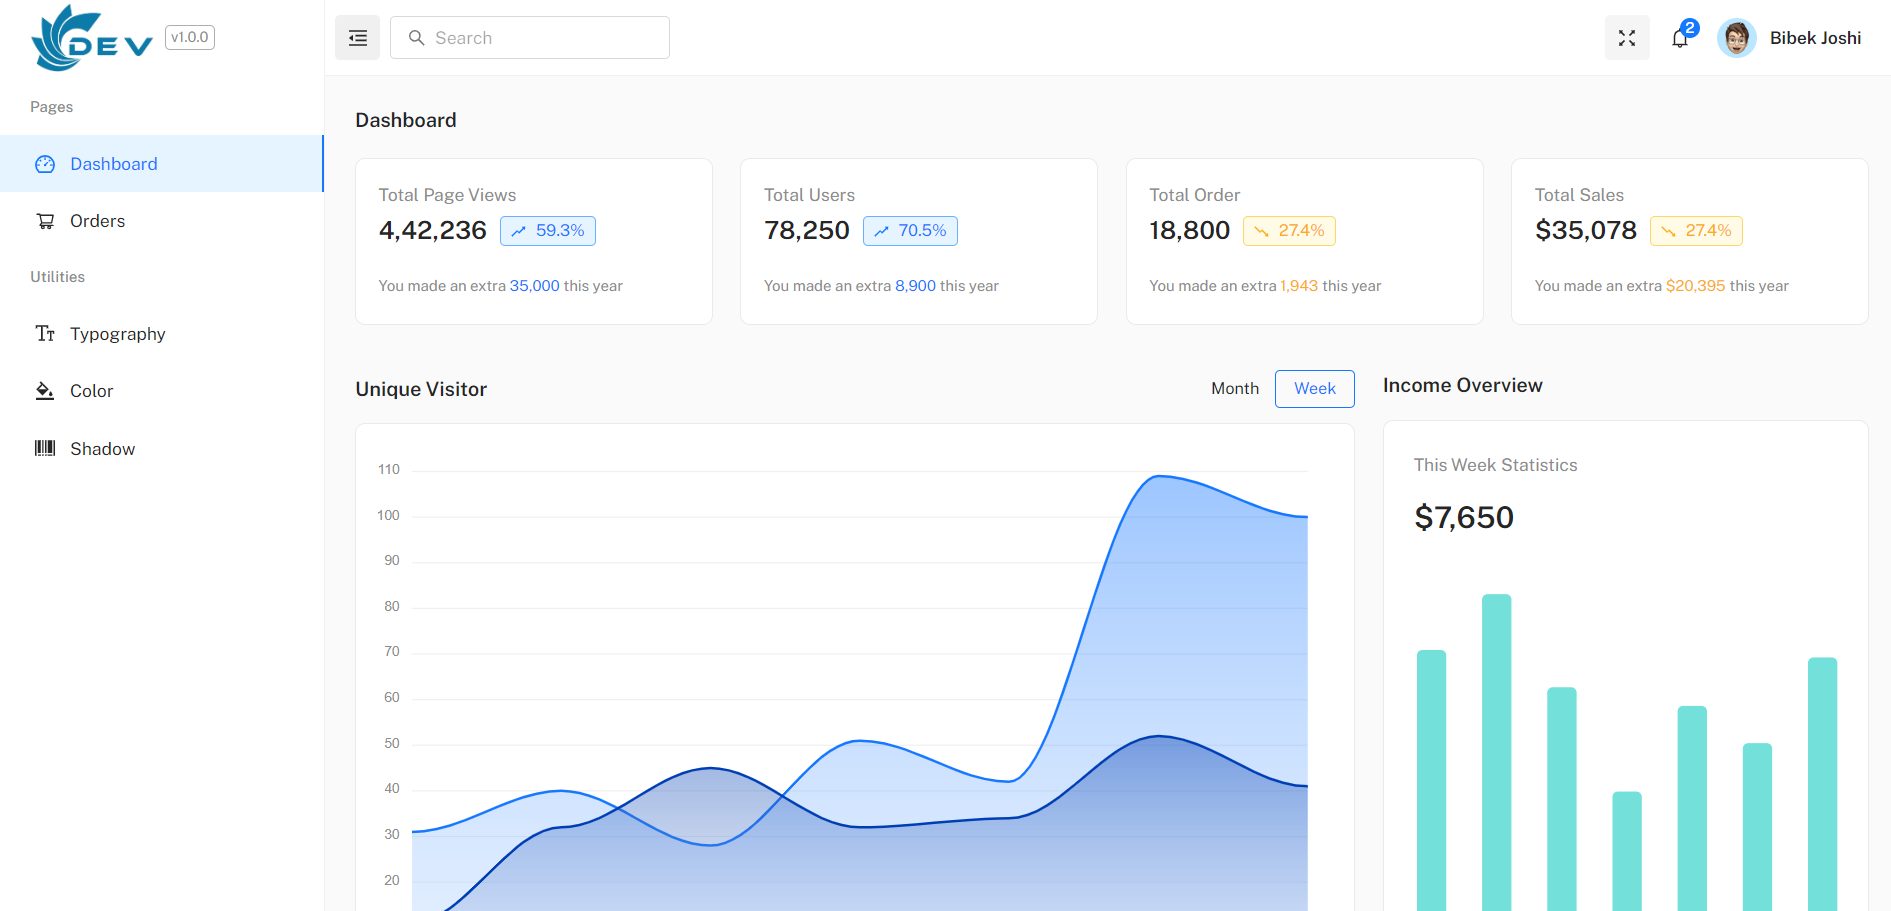 DEV
v1.0.0
Search
2
Bibek Joshi
Pages
Dashboard
Orders
Utilities
Typography
Color
Shadow
Dashboard
Total Page Views
4,42,236
59.3%
You made an extra 35,000 this year
Total Users
78,250
70.5%
You made an extra 8,900 this year
Total Order
18,800
27.4%
You made an extra 1,943 this year
Total Sales
$35,078
27.4%
You made an extra $20,395 this year
Unique Visitor
Month
Week
110
100
90
80
70
60
50
40
30
20
Income Overview
This Week Statistics
$7,650